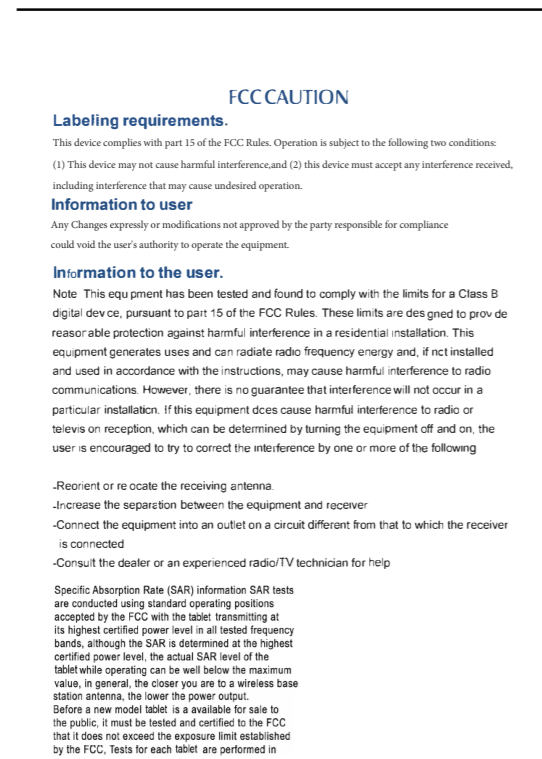 FCC CAUTION
Labeling requirements.
This device complies with part 15 of the FCC Rules. Operation is subject to the following two conditions:
(1) This device may not cause harmful interference,and (2) this device must accept any interference received,
including interference that may cause undesired operation.
Information to user
Any Changes expressly or modifications not approved by the party responsible for compliance
could void the user's authority to operate the equipment.
Information to the user.
Note This equ pment has been tested and found to comply with the limits for a Class B
digital dev ce, pursuant to part 15 of the FCC Rules. These limits are des gned to prov de
reasor able protection against harmful interference in a residential installation. This
equipment generates uses and can radiate radio frequency energy and, if nct installed
and used in accordance with the instructions, may cause harmful interference to radio
communications. However, there is no guarantee that interference will not occur in a
particular installaticn. If this equipment dces cause harmful interference to radio or
televis on reception, which can be determined by turning the equipment off and on, the
user is encouraged to try to correct the interference by one or more of the following
-Reorient or re ocate the receiving antenna.
-Increase the separation between the equipment and receiver
-Connect the equipment into an outlet on a circuit different from that to which the receiver
is connected
-Consult the dealer or an experienced radio/TV technician for help
Specific Absorption Rate (SAR) information SAR tests
are conducted using standard operating positions
accepted by the FCC with the tablet transmitting at
its highest certified power level in all tested frequency
bands, although the SAR is determined at the highest
certified power level, the actual SAR level of the
tablet while operating can be well below the maximum
value, in general, the closer you are to a wireless base
station antenna, the lower the power output.
Before a new model tablet is a available for sale to
the public, it must be tested and certified to the FCC
that it does not exceed the exposure limit established
by the FCC, Tests for each tablet are performed in